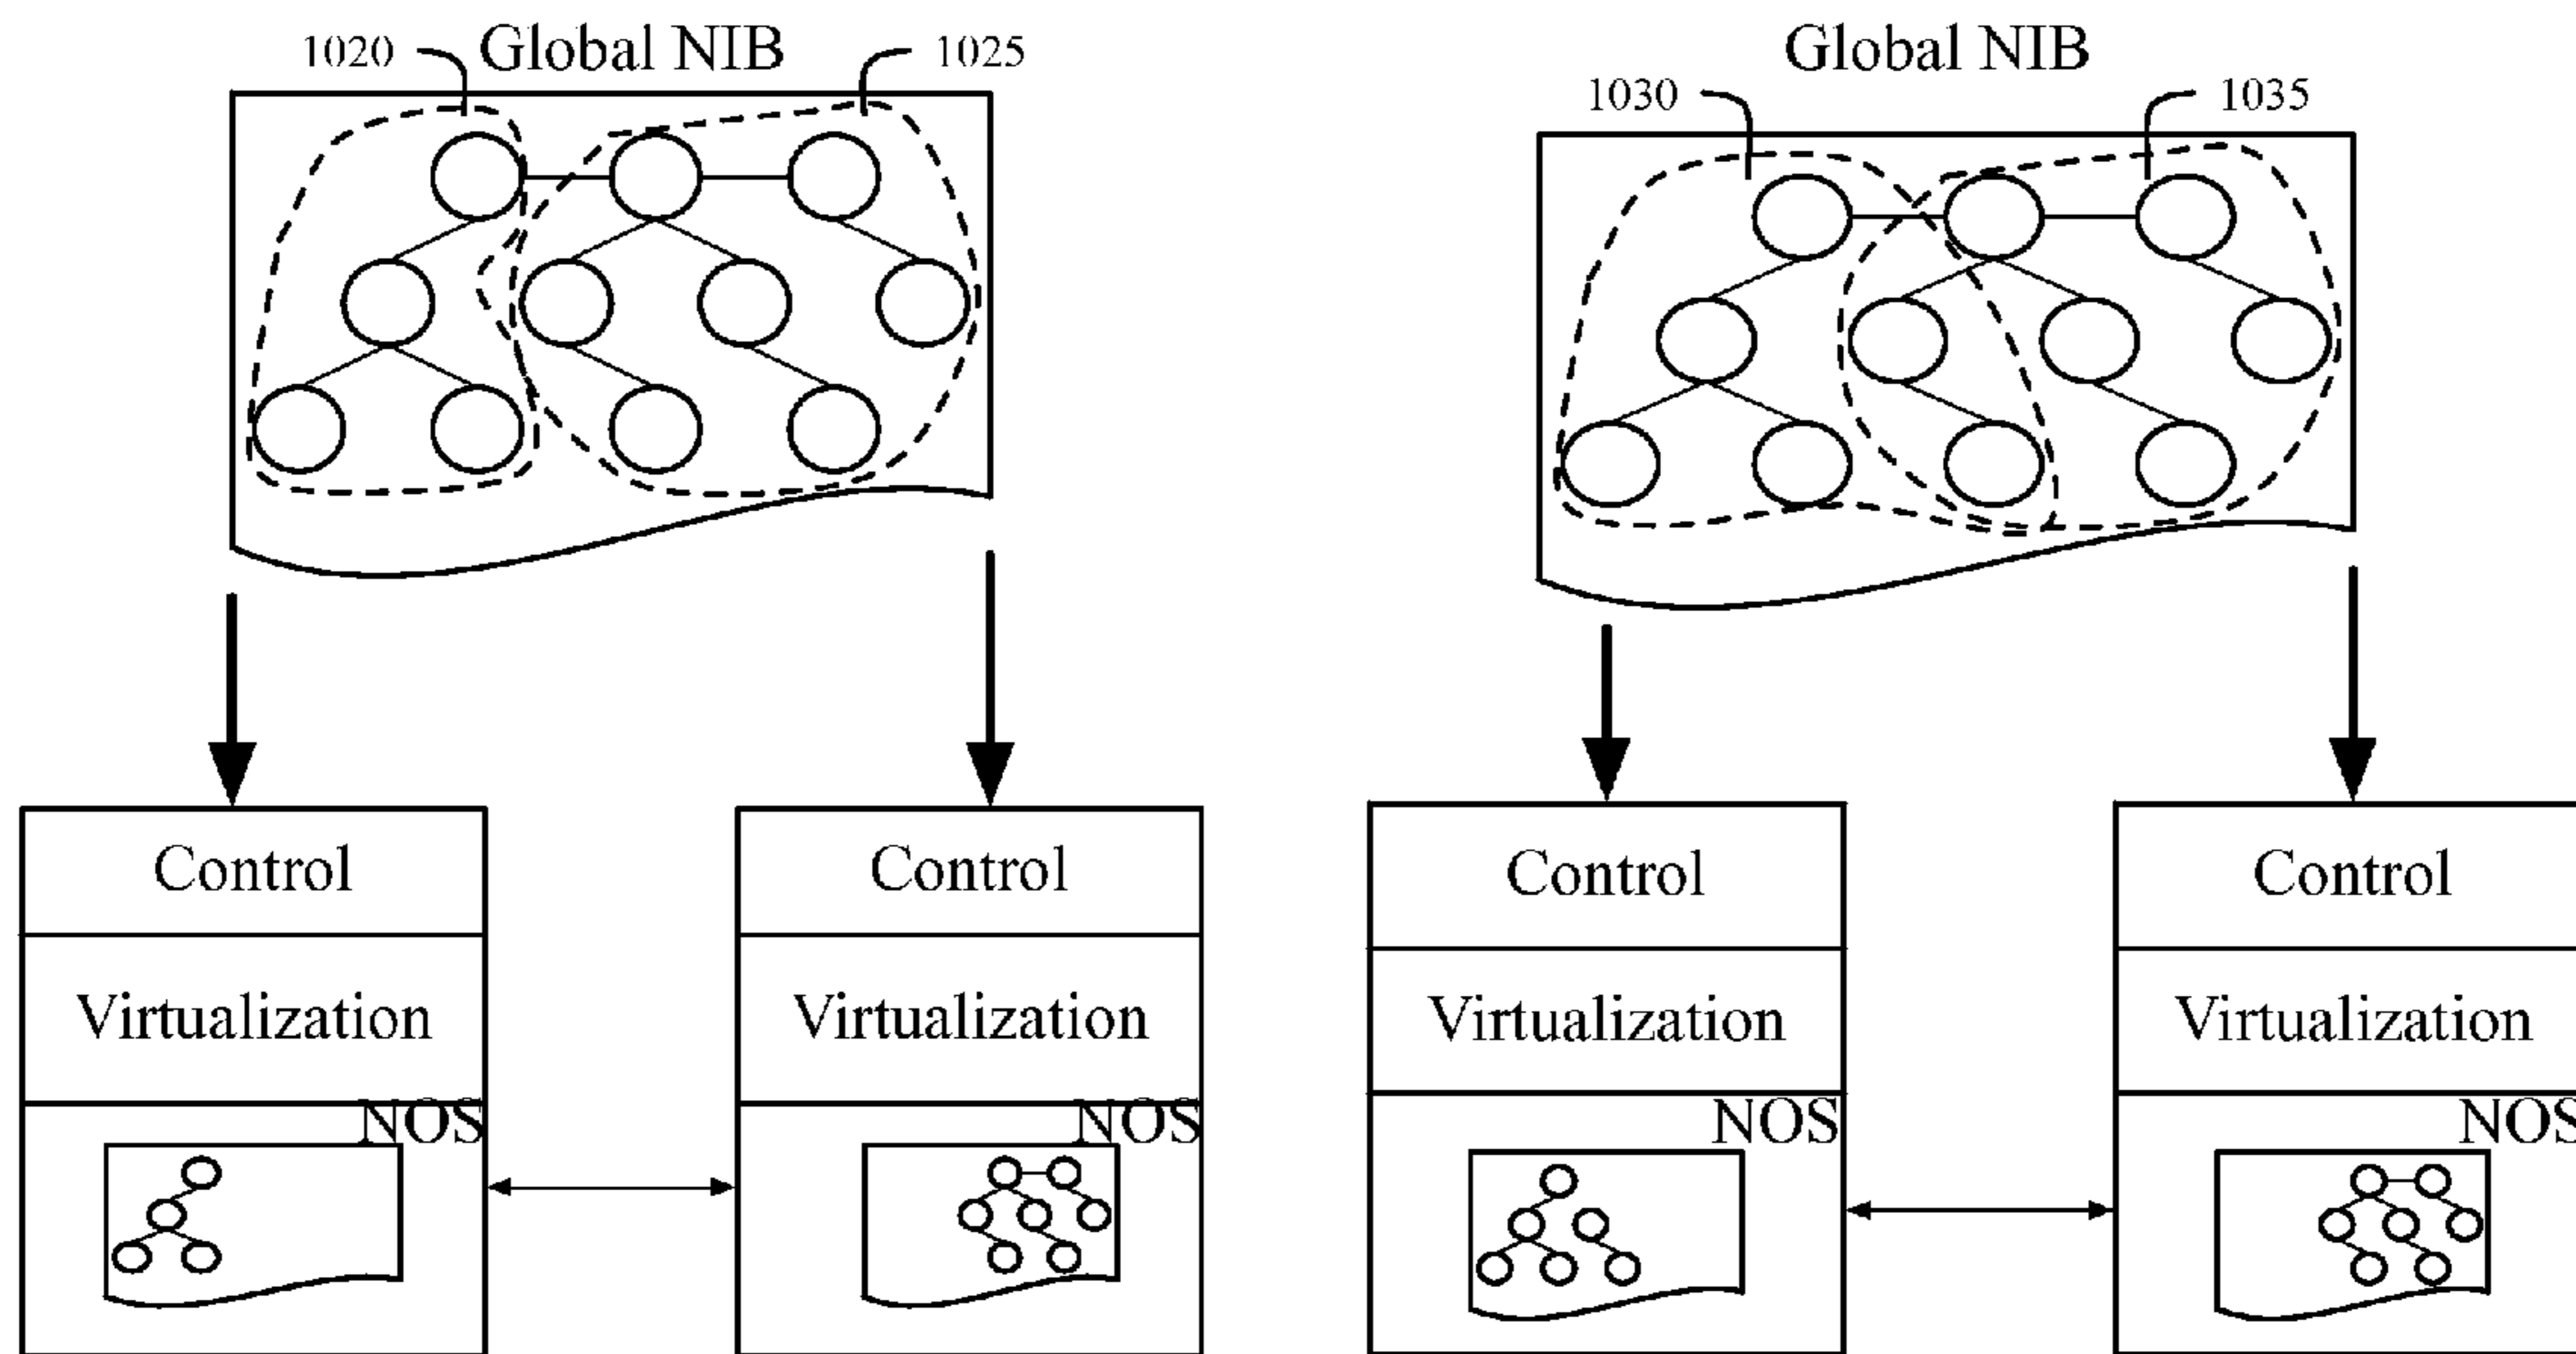 Global NIB
1020
1025
Global NIB
1030
1035
Control
Virtualization
NOS
Control
Virtualization
NOS
Control
Virtualization
NOS
Control
Virtualization
NOS